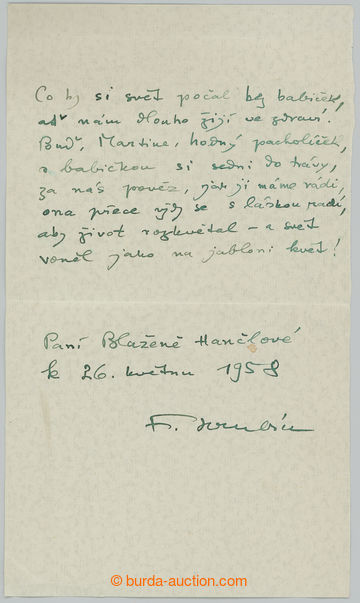 Co by si svět počal bez babiček,
ať nám dlouho žijí ve zdraví!
Buď, Martine, hodný pacholíček,
s babičkou si sedni do trávy,
za nás pověz, jak ji máme rádi,
ona přece vždy se s láskou radí,
aby život rozkvétal – a svět
voněl jako na jabloni květ!
Paní Blaženě Hančlové
k 26. květnu 1958
F. Hrubín
© burda-auction.com